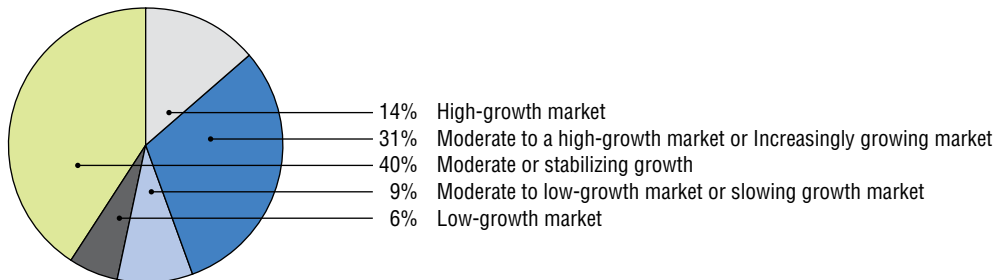 14% High-growth market
31% Moderate to a high-growth market or Increasingly growing market
40% Moderate or stabilizing growth
9% Moderate to low-growth market or slowing growth market
6% Low-growth market